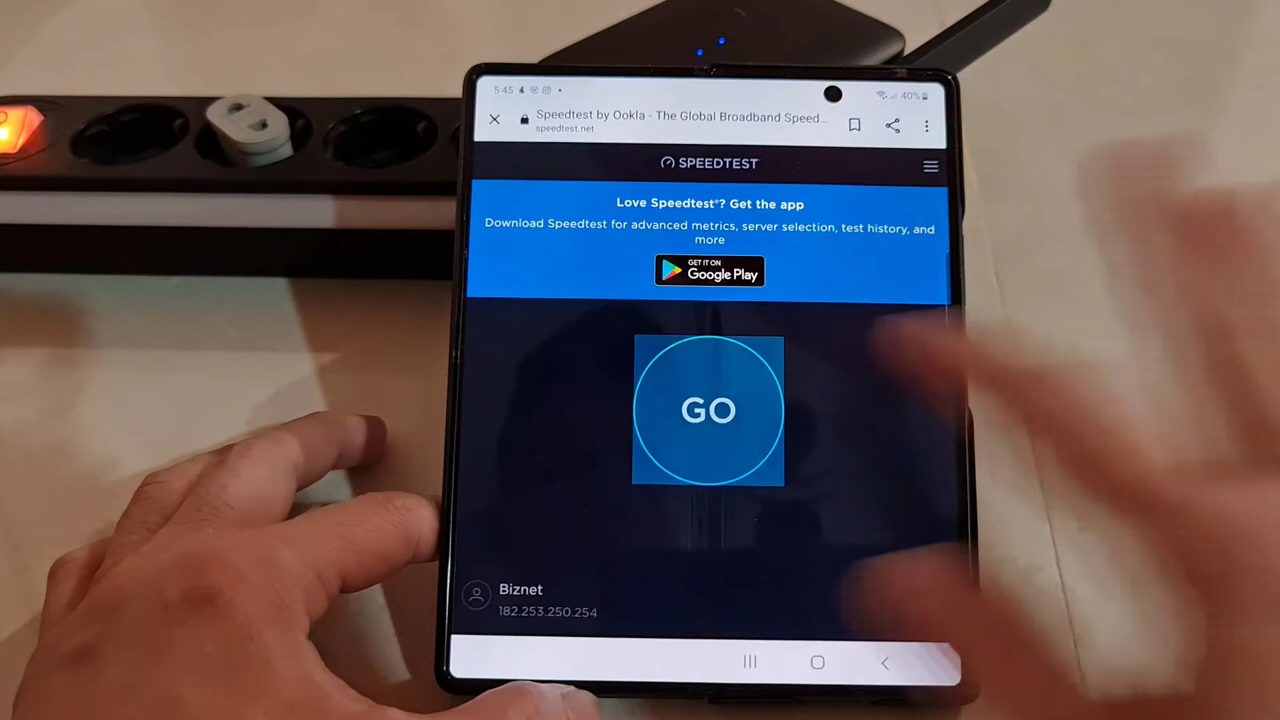 5:45
40%
Speedtest by Ookla - The Global Broadband Speed...
speedtest.net
SPEEDTEST
Love Speedtest®? Get the app
Download Speedtest for advanced metrics, server selection, test history, and
more
GET IT ON
Google Play
GO
Biznet
182.253.250.254